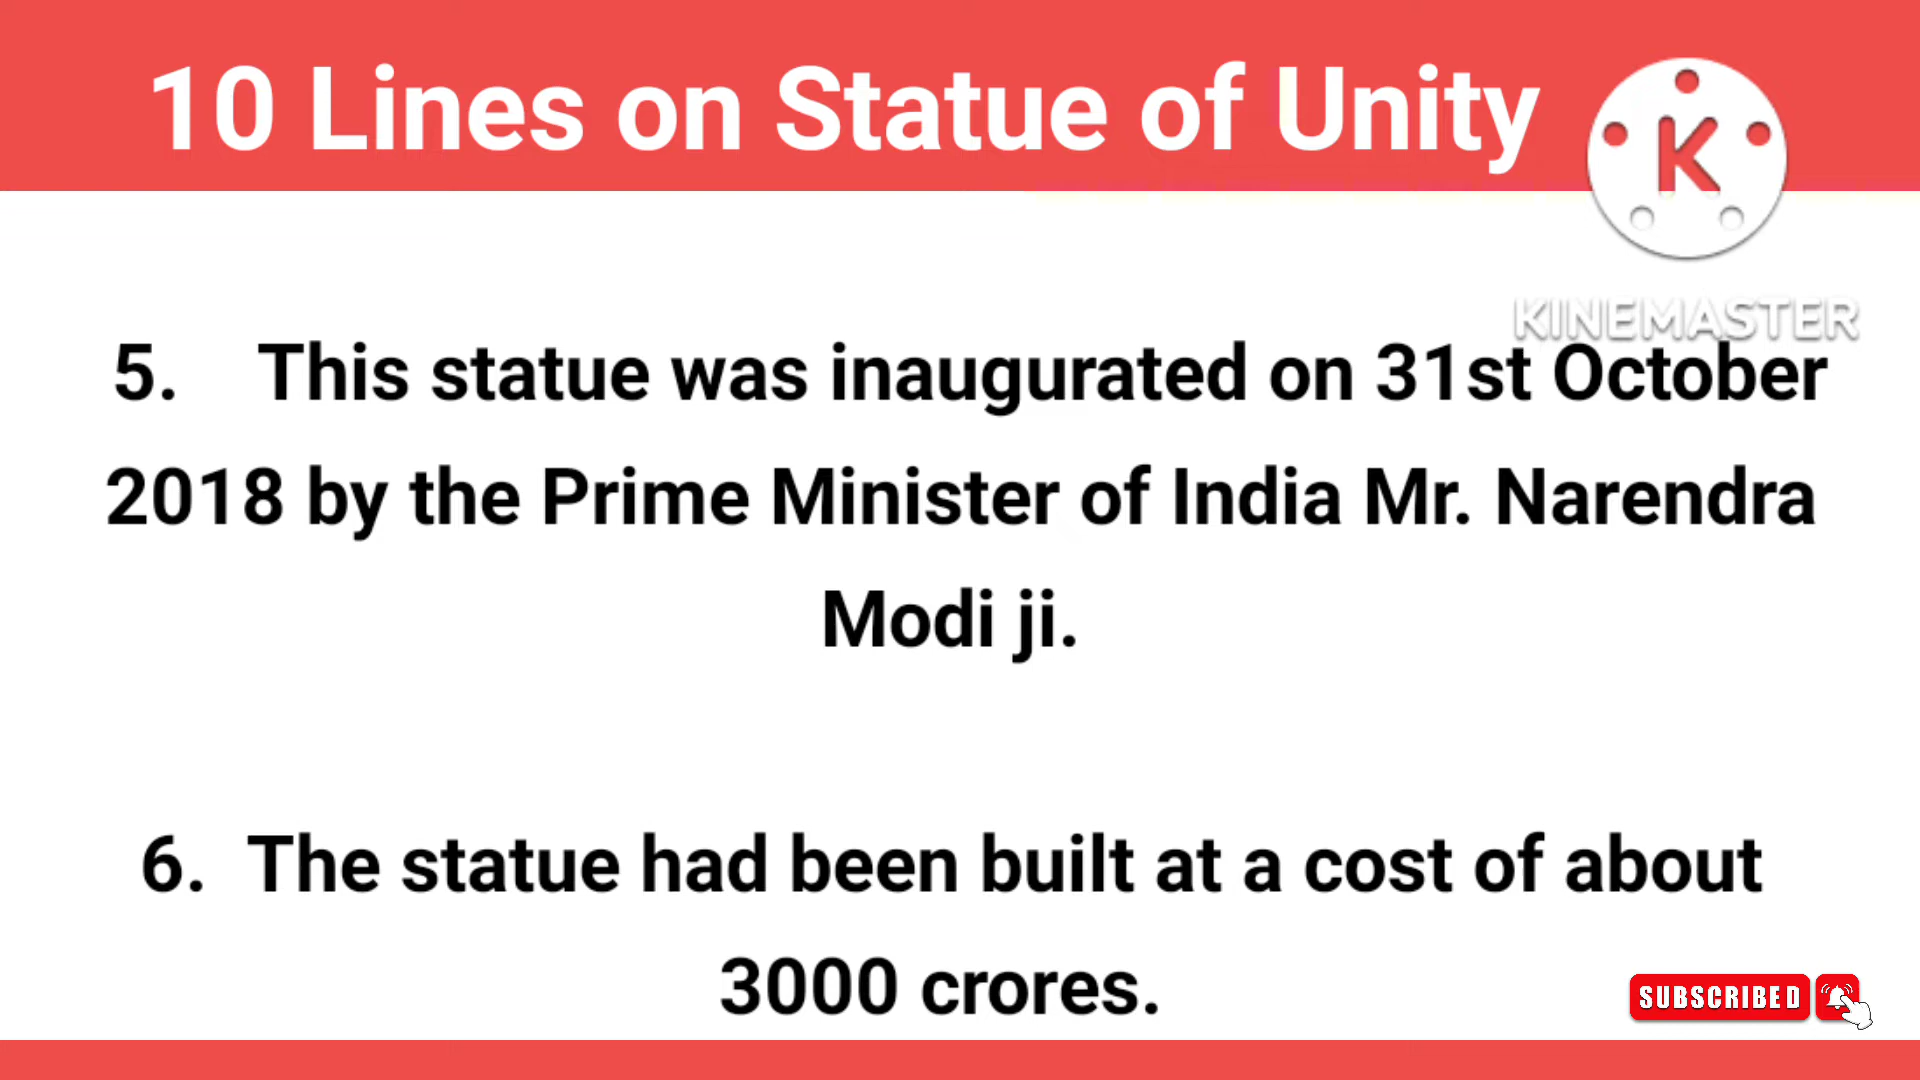 10 Lines on Statue of Unity
K
KINEMASTER
5. This statue was inaugurated on 31st October
2018 by the Prime Minister of India Mr. Narendra
Modi ji.
6. The statue had been built at a cost of about
3000 crores.
SUBSCRIBED